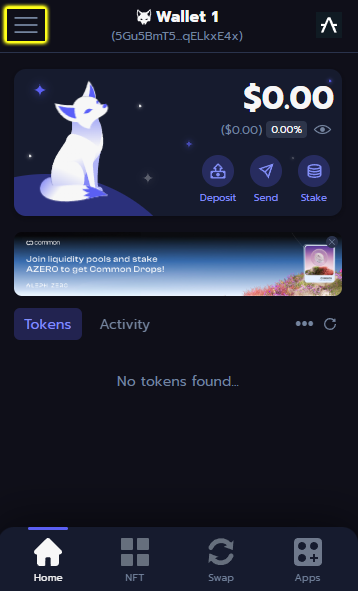 Wallet 1
(5Gu5BmT5...qELkxE4x)
$0.00
($0.00) 0.00%
Deposit Send Stake
common
Join liquidity pools and stake
AZERO to get Common Drops!
ALEPH ZERO
Tokens Activity
No tokens found...
Home NFT Swap Apps